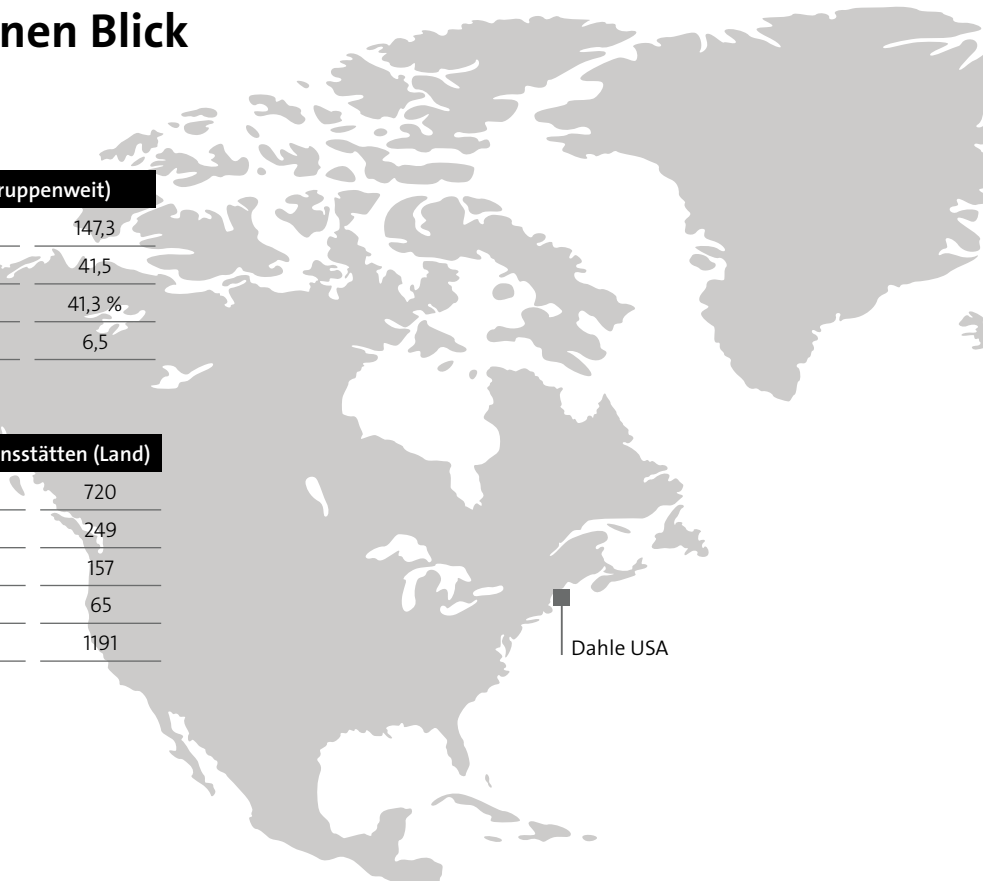 nen Blick
ruppenweit)
147,3
41,5
41,3 %
6,5
nsstätten (Land)
720
249
157
65
1191
Dahle USA